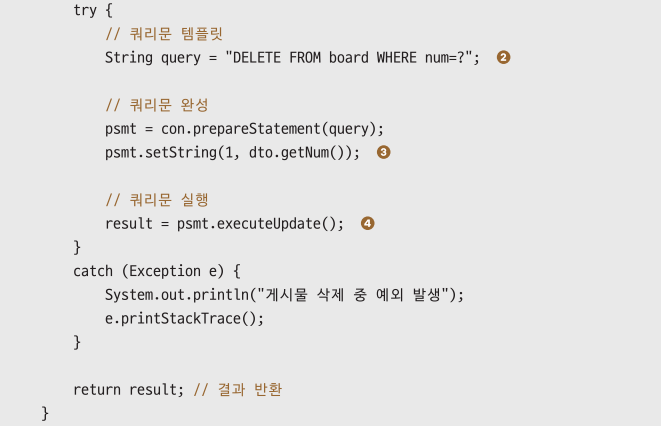 try {
// 쿼리문 템플릿
String query = "DELETE FROM board WHERE num=?"; ❷
// 쿼리문 완성
psmt = con.prepareStatement(query);
psmt.setString(1, dto.getNum()); ❸
// 쿼리문 실행
result = psmt.executeUpdate(); ❹
}
catch (Exception e) {
System.out.println("게시물 삭제 중 예외 발생");
e.printStackTrace();
}
return result; // 결과 반환
}